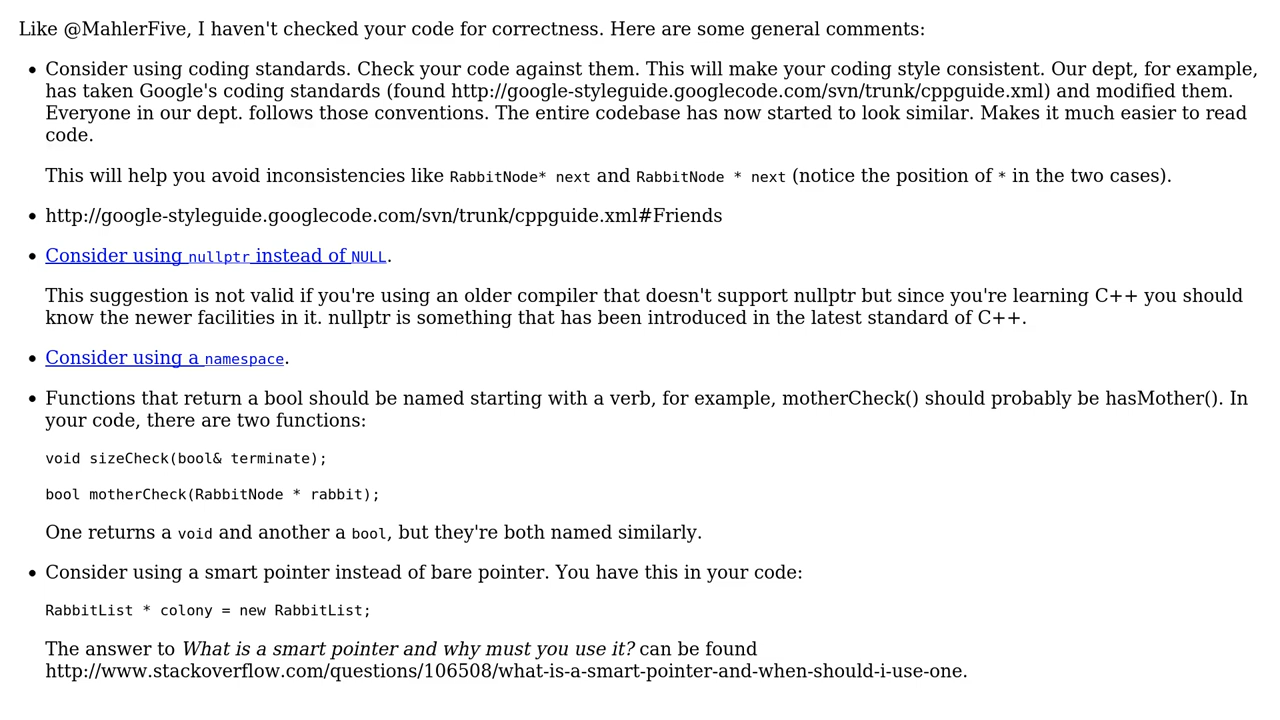 Like @MahlerFive, I haven't checked your code for correctness. Here are some general comments:
• Consider using coding standards. Check your code against them. This will make your coding style consistent. Our dept, for example,
has taken Google's coding standards (found http://google-styleguide.googlecode.com/svn/trunk/cppguide.xml) and modified them.
Everyone in our dept. follows those conventions. The entire codebase has now started to look similar. Makes it much easier to read
code.
This will help you avoid inconsistencies like RabbitNode* next and RabbitNode * next (notice the position of * in the two cases).
• http://google-styleguide.googlecode.com/svn/trunk/cppguide.xml#Friends
• Consider using nullptr instead of NULL.
This suggestion is not valid if you're using an older compiler that doesn't support nullptr but since you're learning C++ you should
know the newer facilities in it. nullptr is something that has been introduced in the latest standard of C++.
• Consider using a namespace.
• Functions that return a bool should be named starting with a verb, for example, motherCheck() should probably be hasMother(). In
your code, there are two functions:
void sizeCheck(bool& terminate);
bool motherCheck(RabbitNode * rabbit);
One returns a void and another a bool, but they're both named similarly.
• Consider using a smart pointer instead of bare pointer. You have this in your code:
RabbitList * colony = new RabbitList;
The answer to What is a smart pointer and why must you use it? can be found
http://www.stackoverflow.com/questions/106508/what-is-a-smart-pointer-and-when-should-i-use-one.